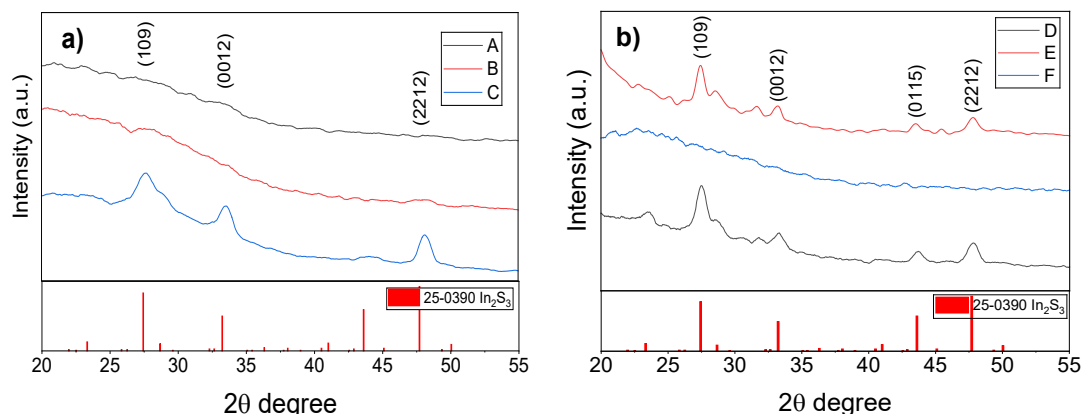 a)
(109)
(0012)
(2212)
A
B
C
Intensity (a.u.)
25-0390 In₂S₃
20 25 30 35 40 45 50 55
2θ degree
b)
(109)
(0012)
(0115)
(2212)
D
E
F
Intensity (a.u.)
25-0390 In₂S₃
20 25 30 35 40 45 50 55
2θ degree